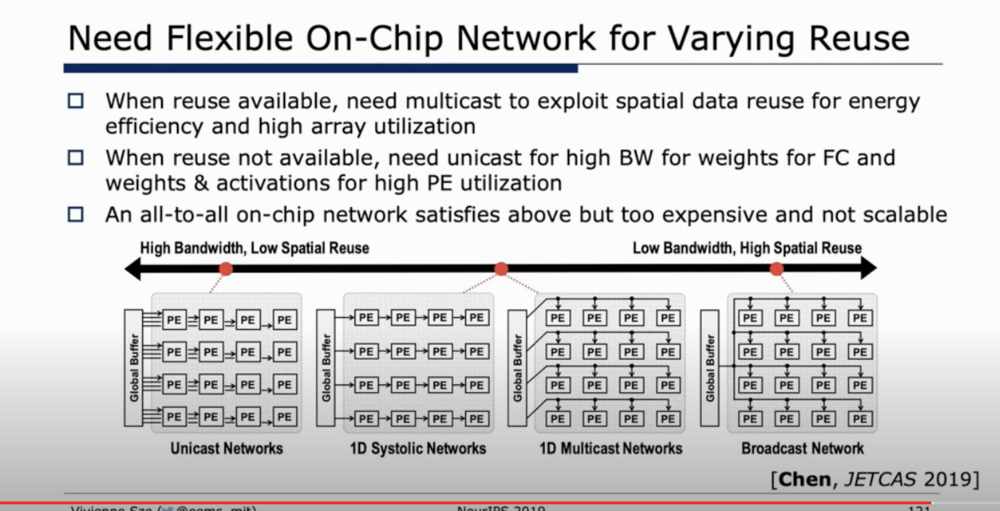 Need Flexible On-Chip Network for Varying Reuse
When reuse available, need multicast to exploit spatial data reuse for energy
efficiency and high array utilization
When reuse not available, need unicast for high BW for weights for FC and
weights & activations for high PE utilization
An all-to-all on-chip network satisfies above but too expensive and not scalable
High Bandwidth, Low Spatial Reuse
Low Bandwidth, High Spatial Reuse
Global Buffer
PE PE PE PE
PE PE PE PE
PE PE PE PE
PE PE PE PE
Unicast Networks
Global Buffer
PE PE PE PE
PE PE PE PE
PE PE PE PE
PE PE PE PE
1D Systolic Networks
Global Buffer
PE PE PE PE
PE PE PE PE
PE PE PE PE
PE PE PE PE
1D Multicast Networks
Global Buffer
PE PE PE PE
PE PE PE PE
PE PE PE PE
PE PE PE PE
Broadcast Network
[Chen, JETCAS 2019]
Vivienne Sze (@eems_mit)
NeurIPS 2019
121